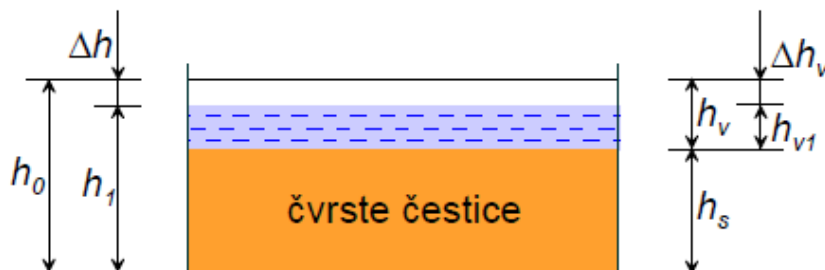 Δh
Δhv
hv
hv1
h0
h1
čvrste čestice
hs